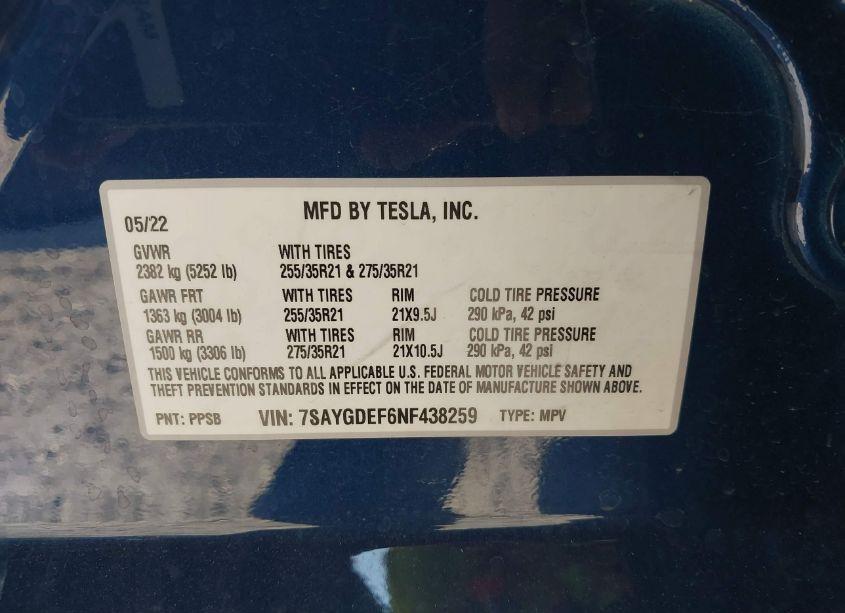 MFD BY TESLA, INC.
05/22
GVWR WITH TIRES
2382 kg (5252 lb) 255/35R21 & 275/35R21
GAWR FRT WITH TIRES RIM COLD TIRE PRESSURE
1363 kg (3004 lb) 255/35R21 21X9.5J 290 kPa, 42 psi
GAWR RR WITH TIRES RIM COLD TIRE PRESSURE
1500 kg (3306 lb) 275/35R21 21X10.5J 290 kPa, 42 psi
THIS VEHICLE CONFORMS TO ALL APPLICABLE U.S. FEDERAL MOTOR VEHICLE SAFETY AND
THEFT PREVENTION STANDARDS IN EFFECT ON THE DATE OF MANUFACTURE SHOWN ABOVE.
PNT: PPSB VIN: 7SAYGDEF6NF438259 TYPE: MPV